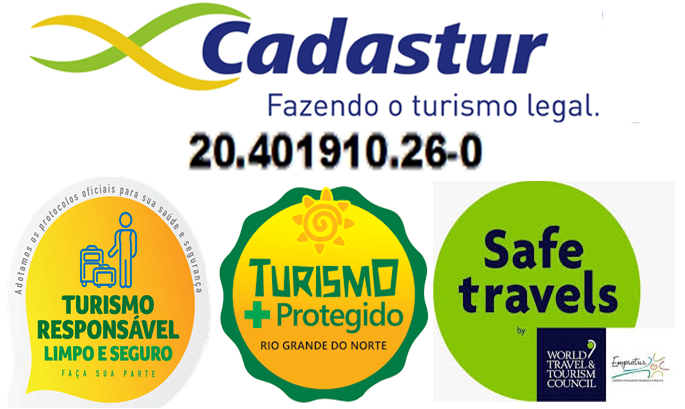 Cadastur
Fazendo o turismo legal.
20.401910.26-0
Adotamos os protocolos oficiais para sua saúde e segurança
TURISMO
RESPONSÁVEL
LIMPO E SEGURO
FAÇA SUA PARTE
TURISMO
+Protegido
RIO GRANDE DO NORTE
Safe
travels
by
WORLD
TRAVEL &
TOURISM
COUNCIL
Emprotur